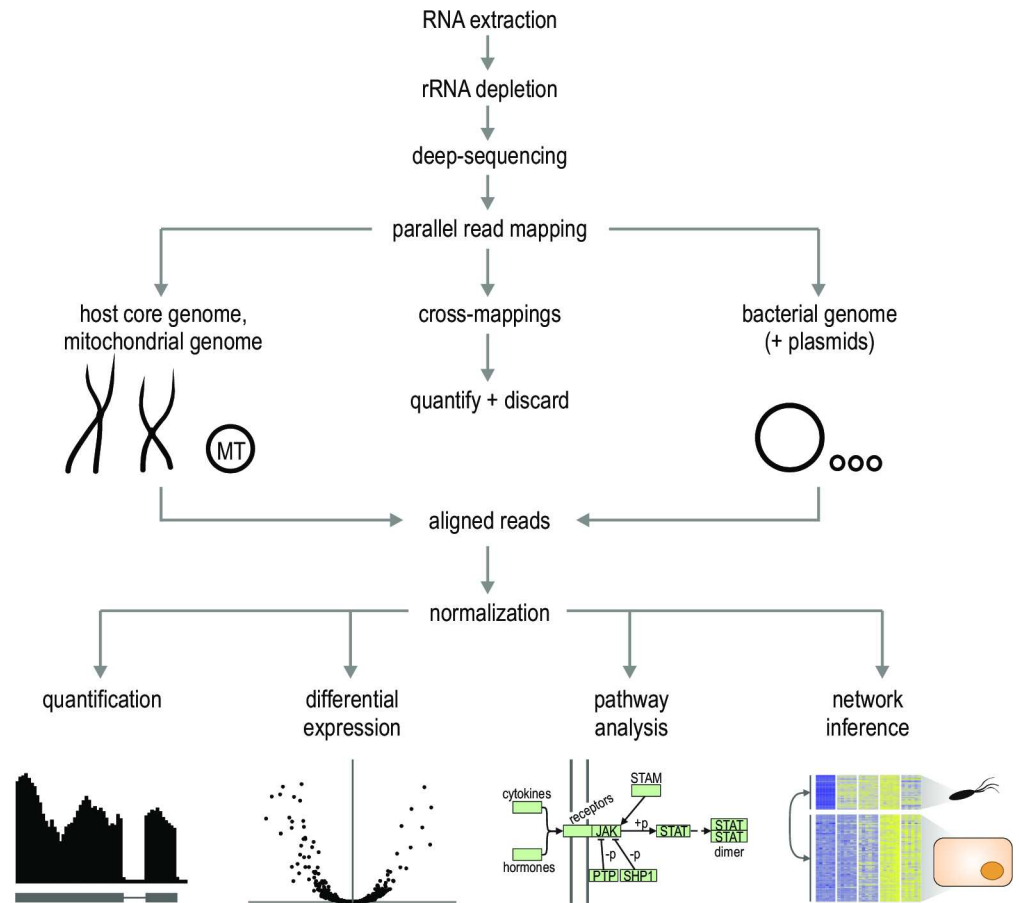 RNA extraction
rRNA depletion
deep-sequencing
parallel read mapping
host core genome,
mitochondrial genome
cross-mappings
bacterial genome
(+ plasmids)
quantify + discard
MT
aligned reads
normalization
quantification
differential
expression
pathway
analysis
network
inference
cytokines
hormones
receptors
STAM
JAK
+p
STAT
STAT
STAT
dimer
-p
-p
PTP
SHP1